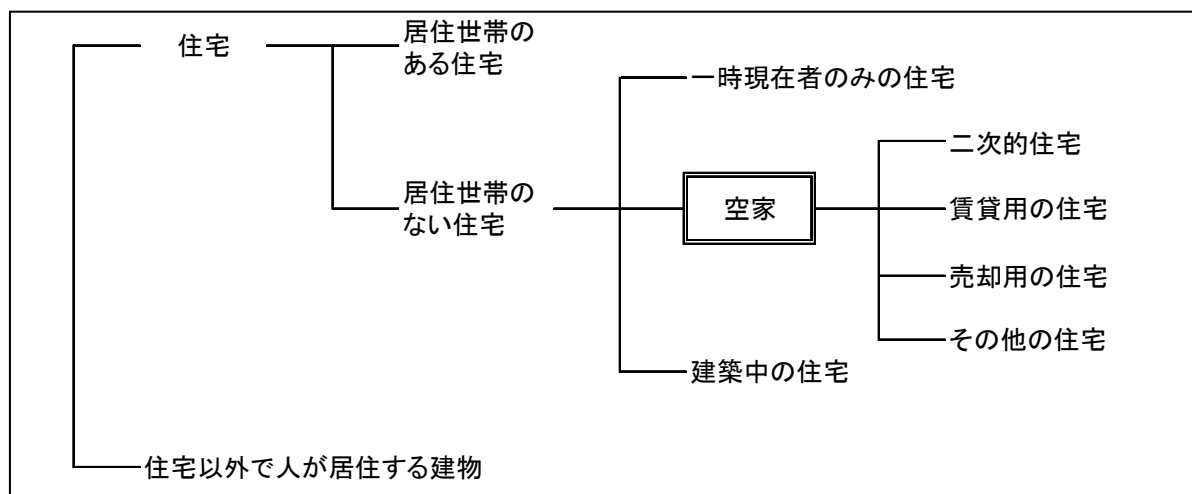 住宅
居住世帯の
ある住宅
一時現在者のみの住宅
二次的住宅
居住世帯の
ない住宅
空家
賃貸用の住宅
売却用の住宅
その他の住宅
建築中の住宅
住宅以外で人が居住する建物